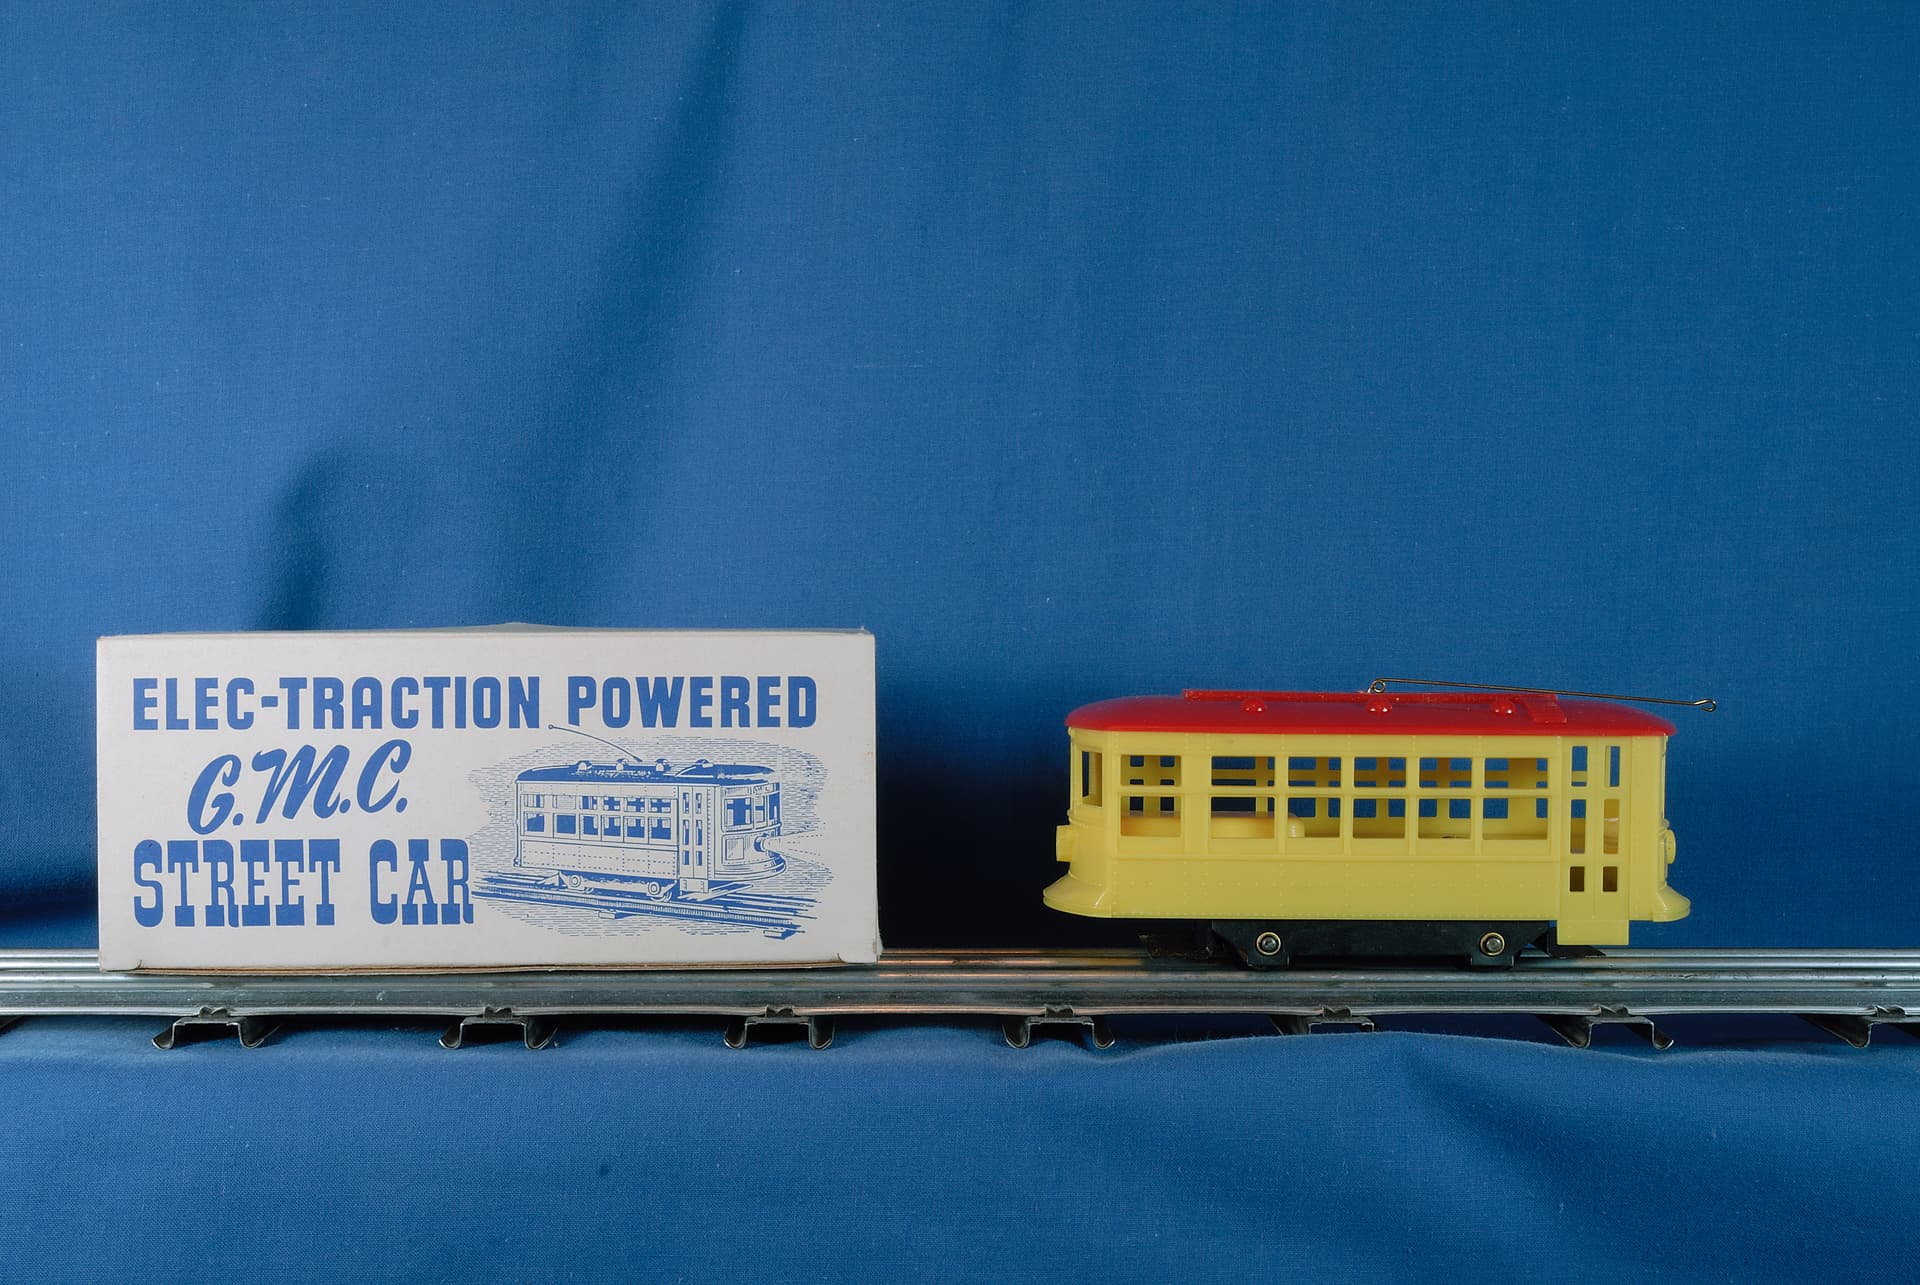 ELEC-TRACTION POWERED
G.M.C.
STREET CAR